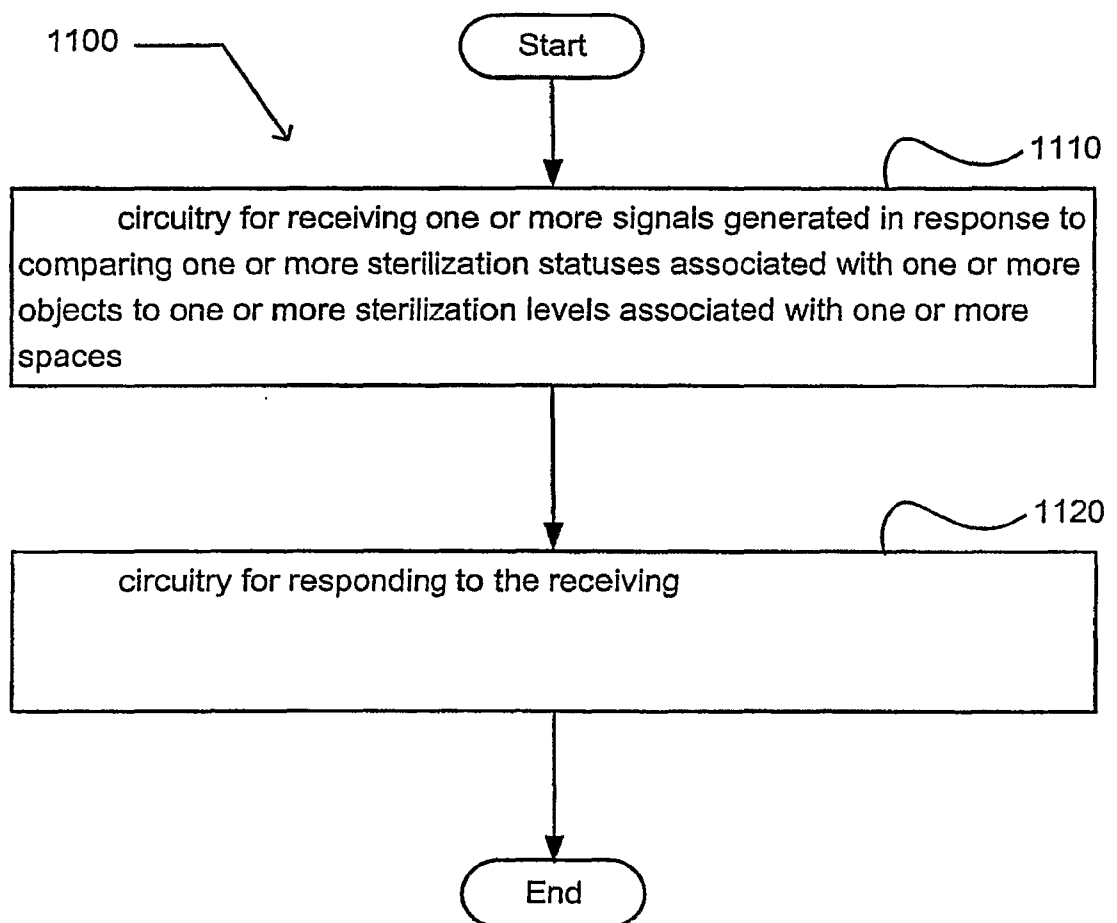 1100
Start
1110
circuitry for receiving one or more signals generated in response to
comparing one or more sterilization statuses associated with one or more
objects to one or more sterilization levels associated with one or more
spaces
1120
circuitry for responding to the receiving
End